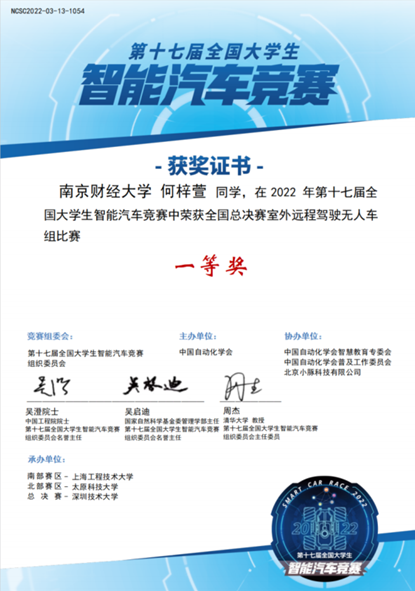 NCSC2022-03-13-1054
第十七届全国大学生
智能汽车竞赛
- 获奖证书 -
南京财经大学 何梓萱 同学，在 2022 年第十七届全
国大学生智能汽车竞赛中荣获全国总决赛室外远程驾驶无人车
组比赛
一等奖
竞赛组委会：
第十七届全国大学生智能汽车竞赛
组织委员会
主办单位：
中国自动化学会
协办单位：
中国自动化学会智慧教育专委会
中国自动化学会普及工作委员会
北京小豚科技有限公司
吴澄院士
中国工程院院士
第十七届全国大学生智能汽车竞赛
组织委员会名誉主任
吴启迪
国家自然科学基金委管理学部主任
第十七届全国大学生智能汽车竞赛
组织委员会名誉主任
周杰
清华大学 教授
第十七届全国大学生智能汽车竞赛
组织委员会主任委员
承办单位：
南部赛区 - 上海工程技术大学
北部赛区 - 太原科技大学
总 决 赛 - 深圳技术大学
SMART CAR RACE 2022
2022
第十七届全国大学生
智能汽车竞赛